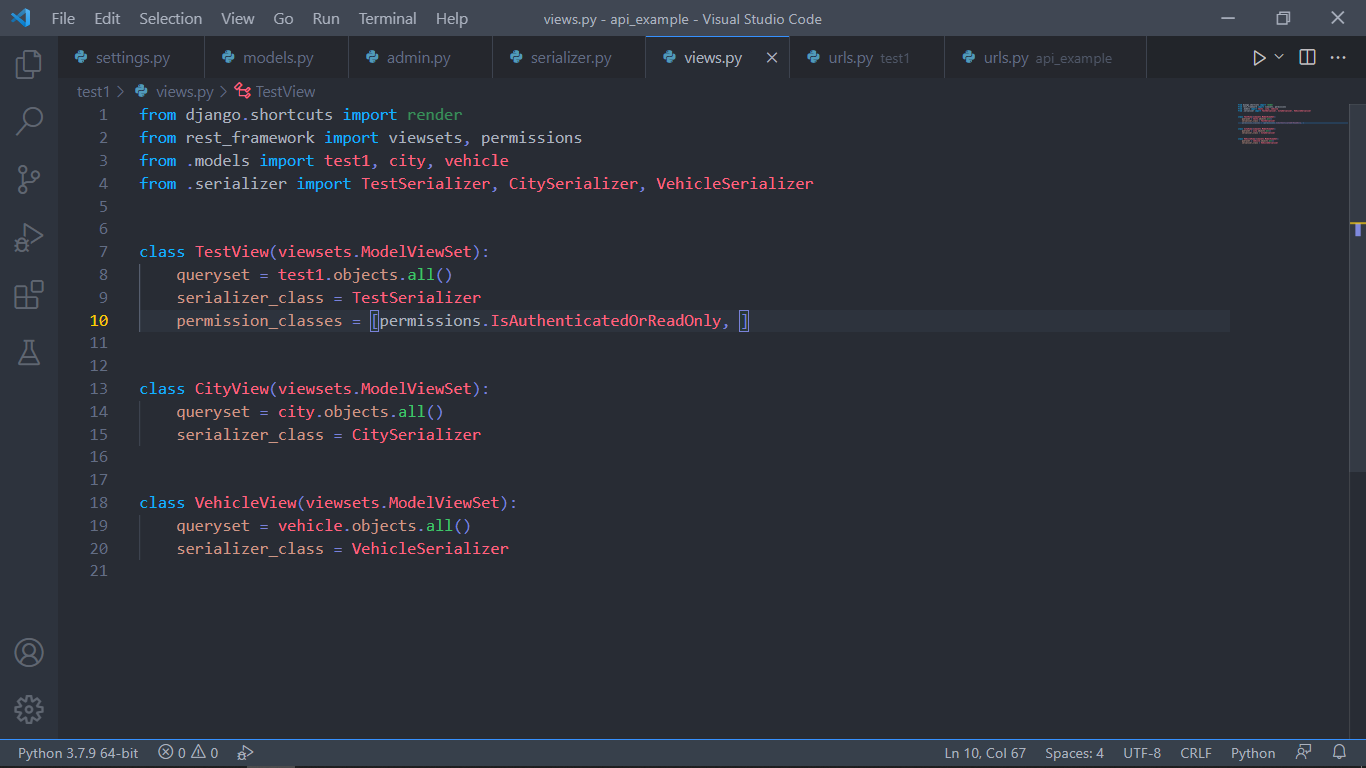 File Edit Selection View Go Run Terminal Help views.py - api_example - Visual Studio Code
settings.py models.py admin.py serializer.py views.py urls.py test1 urls.py api_example
test1 > views.py > TestView
1 from django.shortcuts import render
2 from rest_framework import viewsets, permissions
3 from .models import test1, city, vehicle
4 from .serializer import TestSerializer, CitySerializer, VehicleSerializer
5
6
7 class TestView(viewsets.ModelViewSet):
8     queryset = test1.objects.all()
9     serializer_class = TestSerializer
10     permission_classes = [permissions.IsAuthenticatedOrReadOnly, ]
11
12
13 class CityView(viewsets.ModelViewSet):
14     queryset = city.objects.all()
15     serializer_class = CitySerializer
16
17
18 class VehicleView(viewsets.ModelViewSet):
19     queryset = vehicle.objects.all()
20     serializer_class = VehicleSerializer
21
Python 3.7.9 64-bit 0 0 Ln 10, Col 67 Spaces: 4 UTF-8 CRLF Python